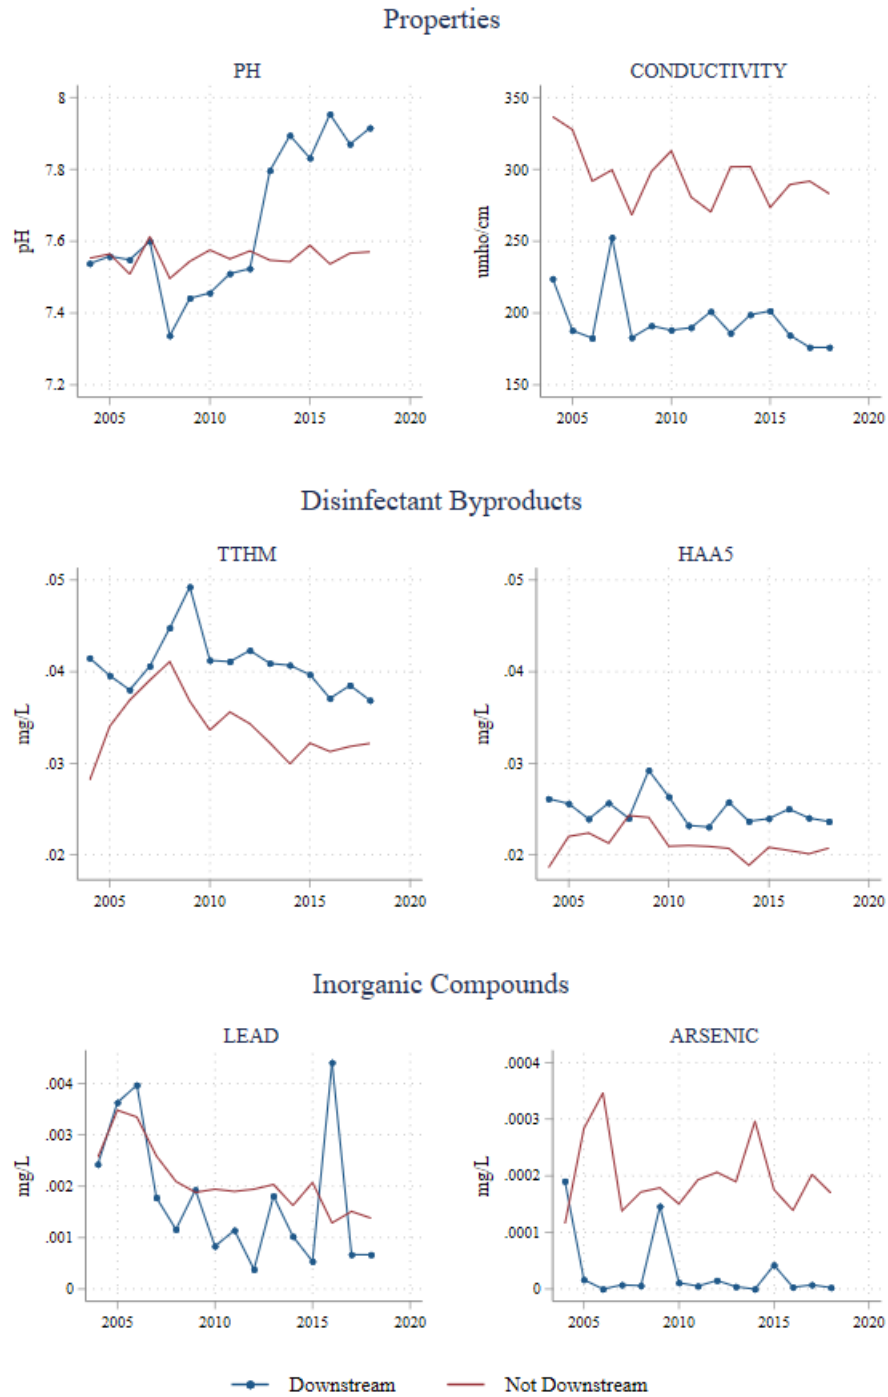 Properties
PH
CONDUCTIVITY
8
7.8
7.6
7.4
7.2
pH
2005 2010 2015 2020
350
300
250
200
150
umho/cm
2005 2010 2015 2020
Disinfectant Byproducts
TTHM
HAA5
.05
.04
.03
.02
mg/L
2005 2010 2015 2020
.05
.04
.03
.02
mg/L
2005 2010 2015 2020
Inorganic Compounds
LEAD
ARSENIC
.004
.003
.002
.001
0
mg/L
2005 2010 2015 2020
.0004
.0003
.0002
.0001
0
mg/L
2005 2010 2015 2020
Downstream Not Downstream